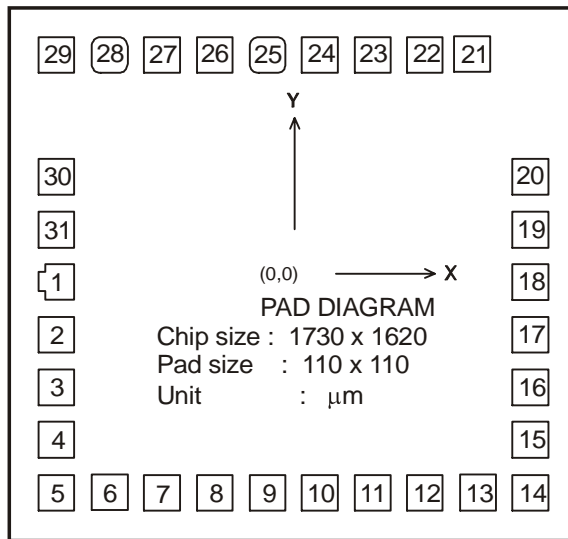 29 28 27 26 25 24 23 22 21
Y
30 20
31 19
(0,0) X
1 18
PAD DIAGRAM
Chip size : 1730 x 1620
2 17
Pad size : 110 x 110
3 16
Unit : μm
4 15
5 6 7 8 9 10 11 12 13 14